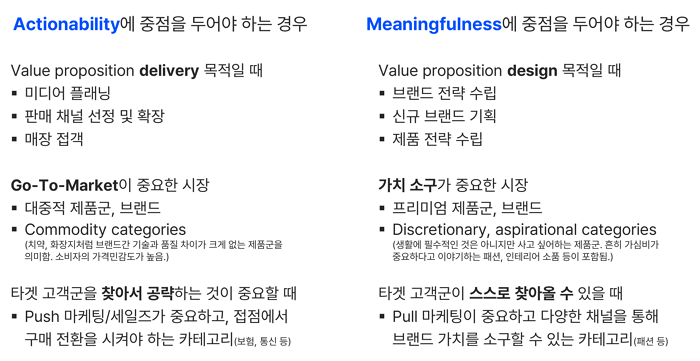 Actionability에 중점을 두어야 하는 경우
Value proposition delivery 목적일 때
▪ 미디어 플래닝
▪ 판매 채널 선정 및 확장
▪ 매장 접객
Go-To-Market이 중요한 시장
▪ 대중적 제품군, 브랜드
▪ Commodity categories
(치약, 화장지처럼 브랜드간 기술과 품질 차이가 크게 없는 제품군을
의미함. 소비자의 가격민감도가 높음.)
타겟 고객군을 찾아서 공략하는 것이 중요할 때
▪ Push 마케팅/세일즈가 중요하고, 접점에서
구매 전환을 시켜야 하는 카테고리(보험, 통신 등)
Meaningfulness에 중점을 두어야 하는 경우
Value proposition design 목적일 때
▪ 브랜드 전략 수립
▪ 신규 브랜드 기획
▪ 제품 전략 수립
가치 소구가 중요한 시장
▪ 프리미엄 제품군, 브랜드
▪ Discretionary, aspirational categories
(생활에 필수적인 것은 아니지만 사고 싶어하는 제품군. 흔히 가심비가
중요하다고 이야기하는 패션, 인테리어 소품 등이 포함됨.)
타겟 고객군이 스스로 찾아올 수 있을 때
▪ Pull 마케팅이 중요하고 다양한 채널을 통해
브랜드 가치를 소구할 수 있는 카테고리(패션 등)